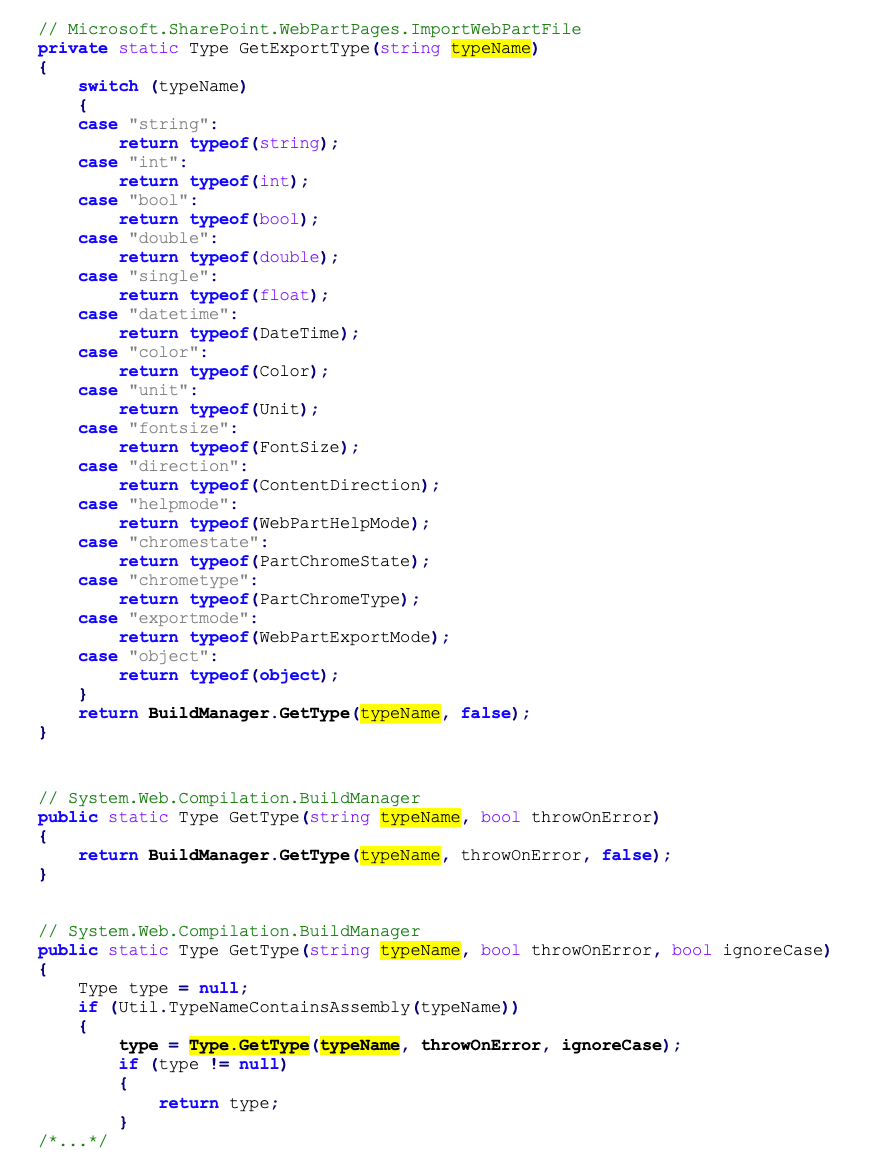 // Microsoft.SharePoint.WebPartPages.ImportWebPartFile
private static Type GetExportType(string typeName)
{
    switch (typeName)
    {
    case "string":
        return typeof(string);
    case "int":
        return typeof(int);
    case "bool":
        return typeof(bool);
    case "double":
        return typeof(double);
    case "single":
        return typeof(float);
    case "datetime":
        return typeof(DateTime);
    case "color":
        return typeof(Color);
    case "unit":
        return typeof(Unit);
    case "fontsize":
        return typeof(FontSize);
    case "direction":
        return typeof(ContentDirection);
    case "helpmode":
        return typeof(WebPartHelpMode);
    case "chromestate":
        return typeof(PartChromeState);
    case "chrometype":
        return typeof(PartChromeType);
    case "exportmode":
        return typeof(WebPartExportMode);
    case "object":
        return typeof(object);
    }
    return BuildManager.GetType(typeName, false);
}
// System.Web.Compilation.BuildManager
public static Type GetType(string typeName, bool throwOnError)
{
    return BuildManager.GetType(typeName, throwOnError, false);
}
// System.Web.Compilation.BuildManager
public static Type GetType(string typeName, bool throwOnError, bool ignoreCase)
{
    Type type = null;
    if (Util.TypeNameContainsAssembly(typeName))
    {
        type = Type.GetType(typeName, throwOnError, ignoreCase);
        if (type != null)
        {
            return type;
        }
/*...*/